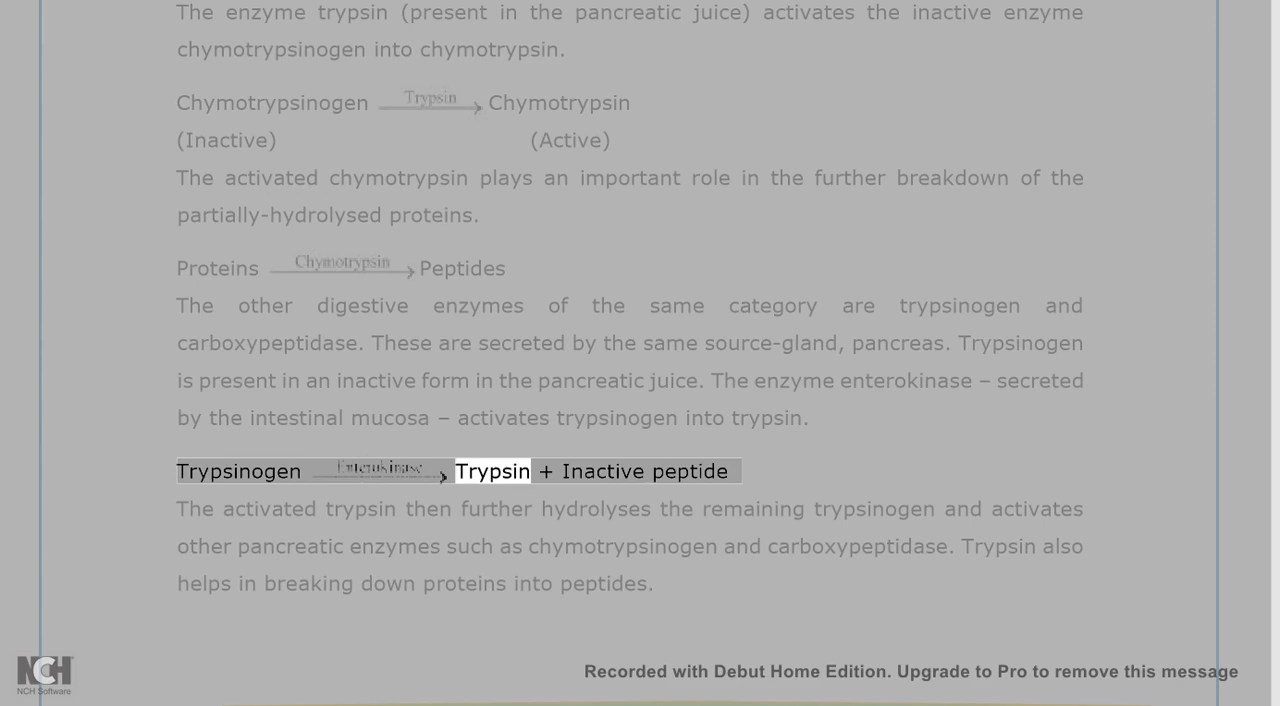 The enzyme trypsin (present in the pancreatic juice) activates the inactive enzyme
chymotrypsinogen into chymotrypsin.
Trypsin
Chymotrypsinogen → Chymotrypsin
(Inactive) (Active)
The activated chymotrypsin plays an important role in the further breakdown of the
partially-hydrolysed proteins.
Chymotrypsin
Proteins → Peptides
The other digestive enzymes of the same category are trypsinogen and
carboxypeptidase. These are secreted by the same source-gland, pancreas. Trypsinogen
is present in an inactive form in the pancreatic juice. The enzyme enterokinase – secreted
by the intestinal mucosa – activates trypsinogen into trypsin.
Enterokinase
Trypsinogen → Trypsin + Inactive peptide
The activated trypsin then further hydrolyses the remaining trypsinogen and activates
other pancreatic enzymes such as chymotrypsinogen and carboxypeptidase. Trypsin also
helps in breaking down proteins into peptides.
NCH
NCH Software
Recorded with Debut Home Edition. Upgrade to Pro to remove this message